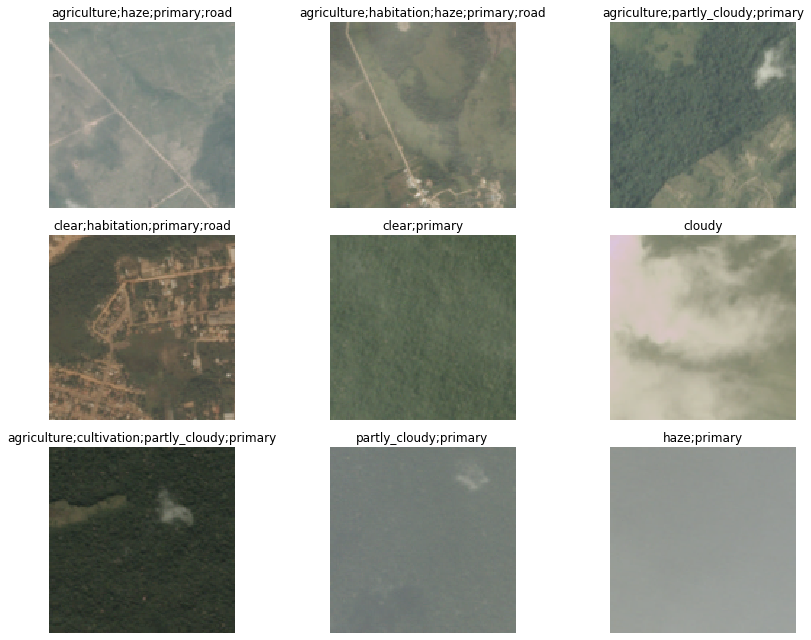 agriculture;haze;primary;road
agriculture;habitation;haze;primary;road
agriculture;partly_cloudy;primary
clear;habitation;primary;road
clear;primary
cloudy
agriculture;cultivation;partly_cloudy;primary
partly_cloudy;primary
haze;primary